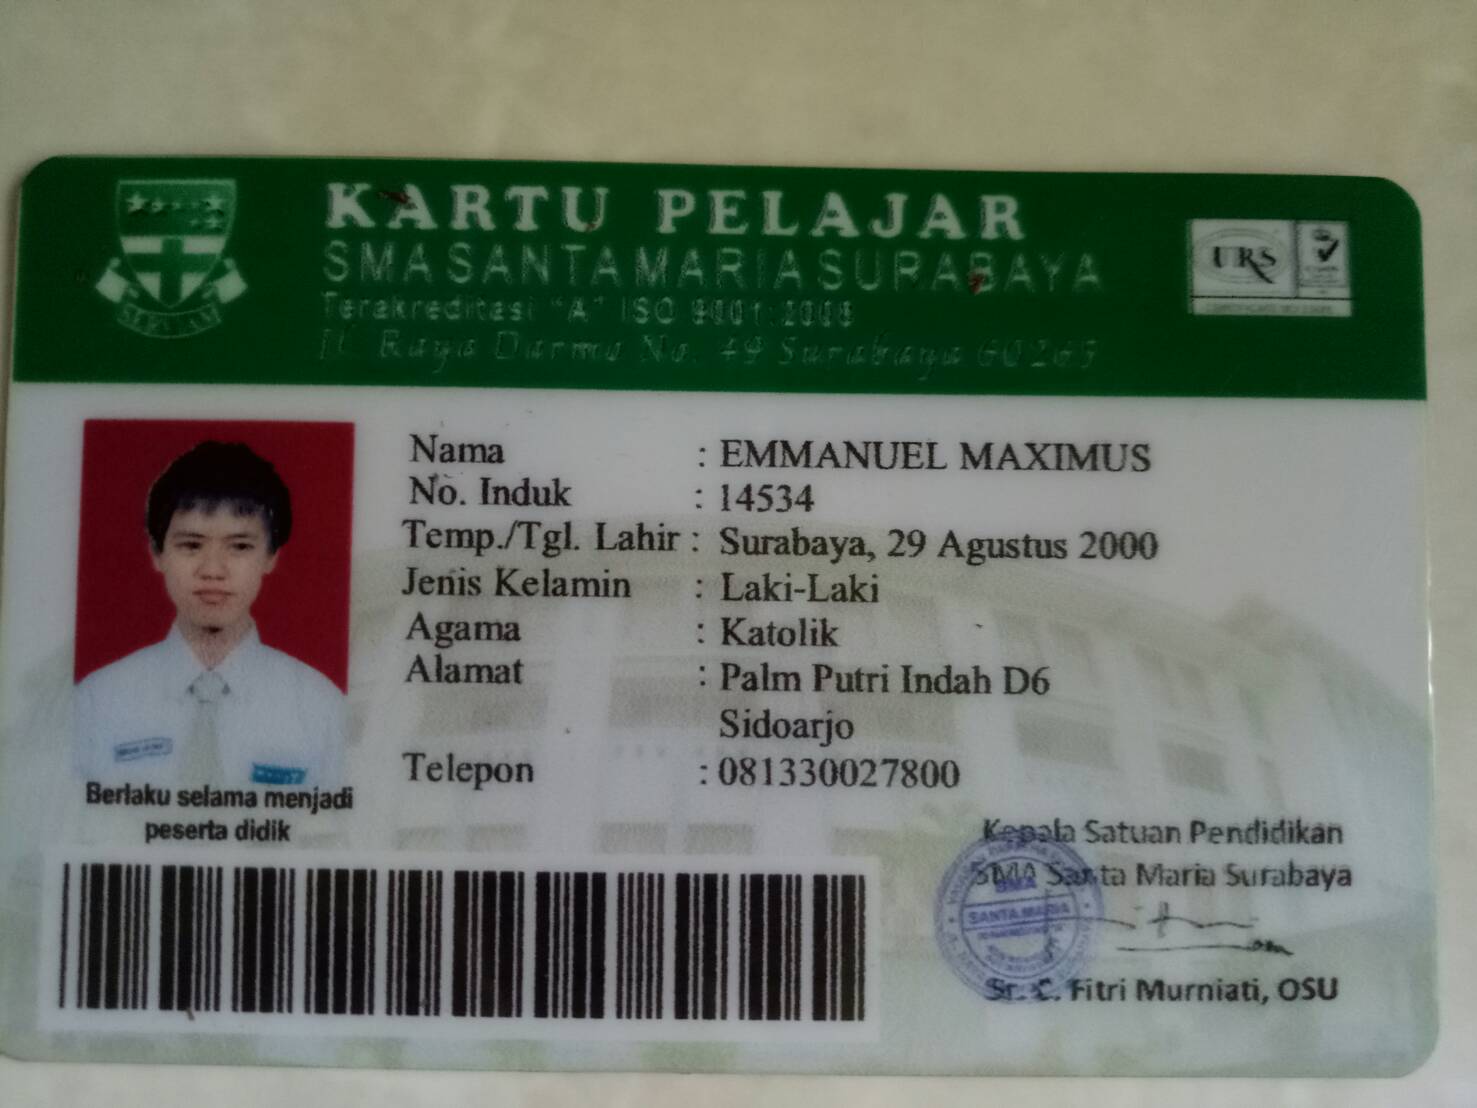 KARTU PELAJAR
SMA SANTA MARIA SURABAYA
Terakreditasi "A" ISO 9001:2008
Jl. Raya Darmo No. 49 Surabaya 60265
SERVIAM
URS
Nama : EMMANUEL MAXIMUS
No. Induk : 14534
Temp./Tgl. Lahir : Surabaya, 29 Agustus 2000
Jenis Kelamin : Laki-Laki
Agama : Katolik
Alamat : Palm Putri Indah D6
Sidoarjo
Telepon : 081330027800
Berlaku selama menjadi
peserta didik
Kepala Satuan Pendidikan
SMA Santa Maria Surabaya
SMA
SANTA MARIA
Sr. C. Fitri Murniati, OSU